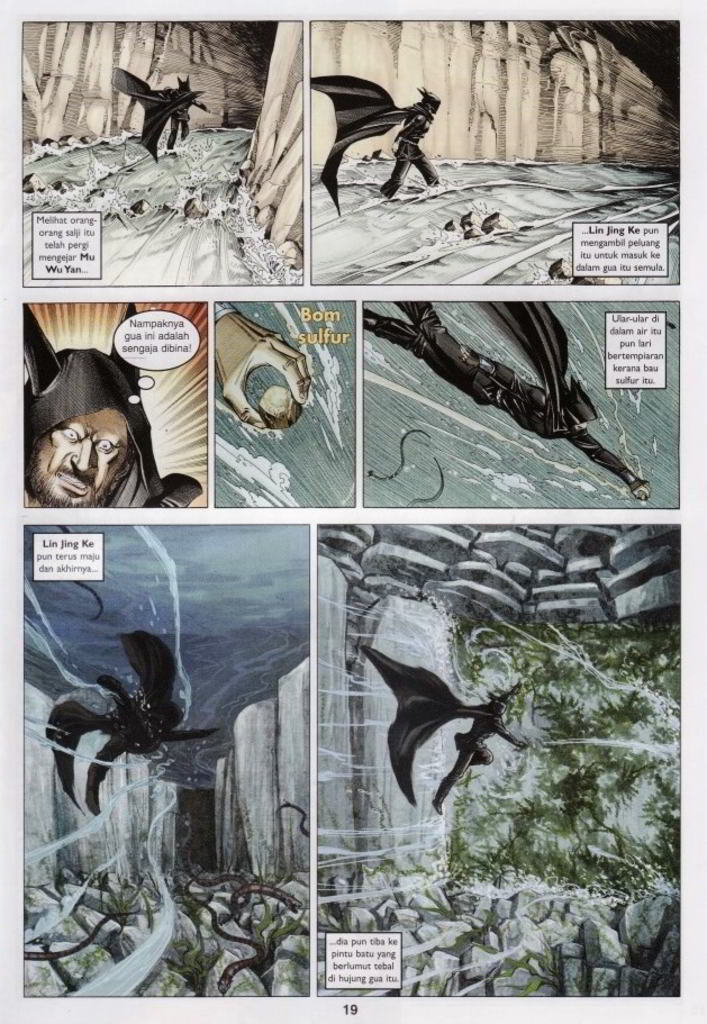 Melihat orang-
orang salji itu
telah pergi
mengejar Mu
Wu Yan...
...Lin Jing Ke pun
mengambil peluang
itu untuk masuk ke
dalam gua itu semula.
Nampaknya
gua ini adalah
sengaja dibina!
Bom
sulfur
Ular-ular di
dalam air itu
pun lari
bertempiaran
kerana bau
sulfur itu.
Lin Jing Ke
pun terus maju
dan akhirnya...
...dia pun tiba ke
pintu batu yang
berlumut tebal
di hujung gua itu.
19